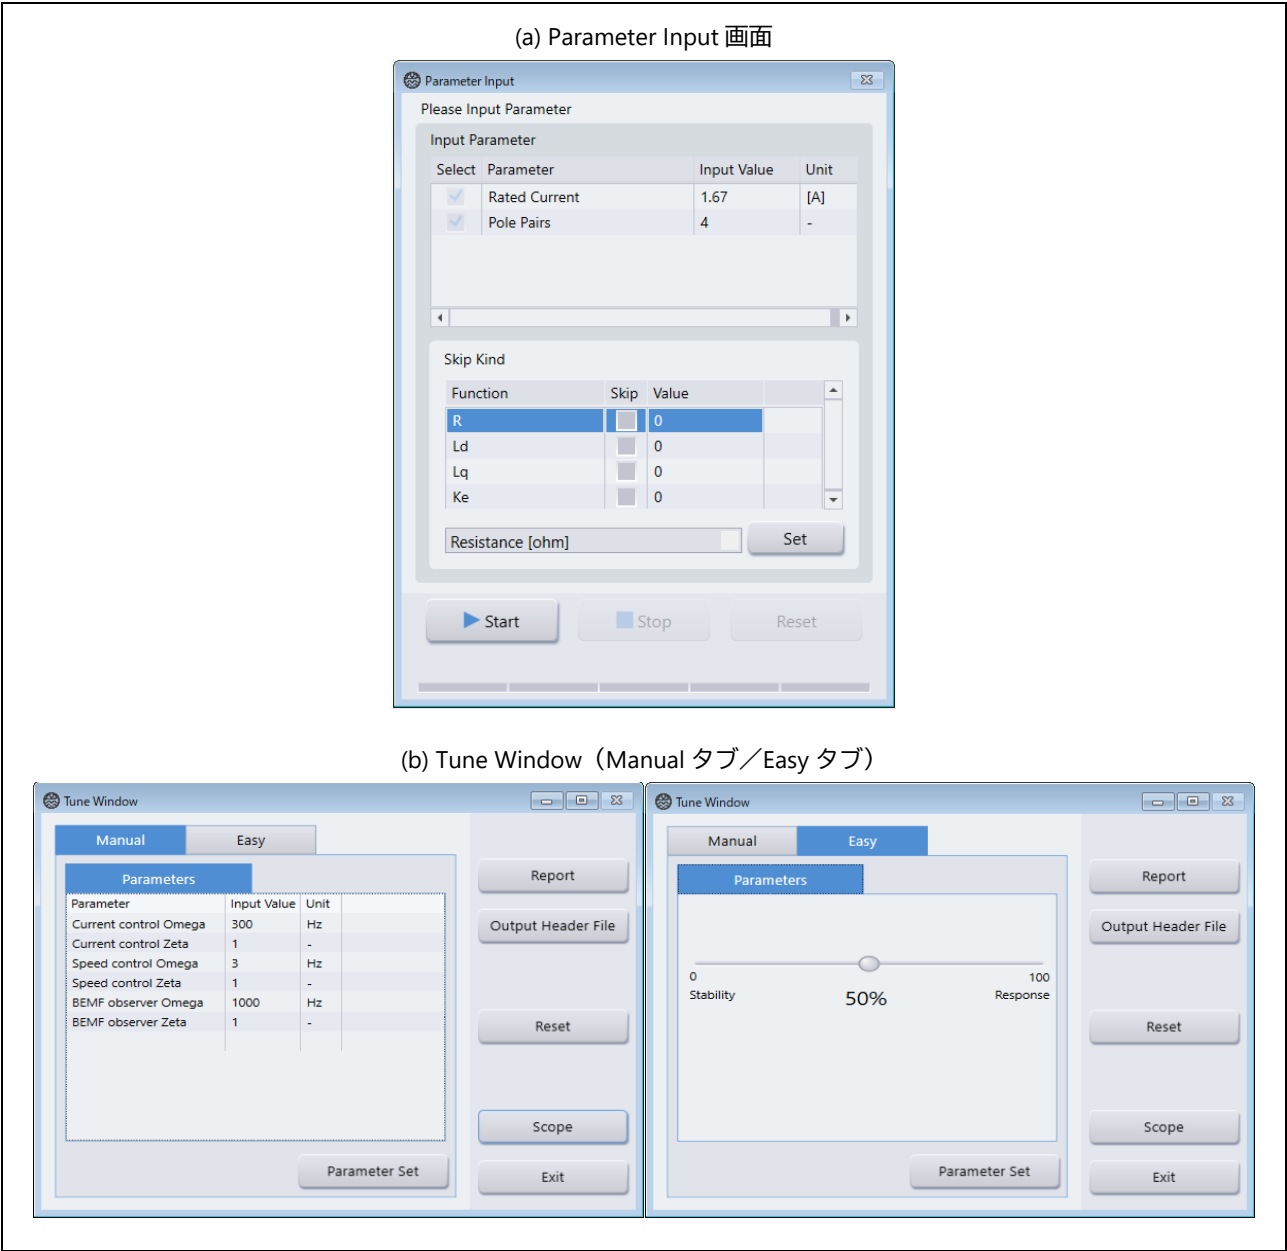 (a) Parameter Input 画面
Parameter Input
Please Input Parameter
Input Parameter
Select Parameter Input Value Unit
Rated Current 1.67 [A]
Pole Pairs 4 -
Skip Kind
Function Skip Value
R 0
Ld 0
Lq 0
Ke 0
Resistance [ohm] Set
Start Stop Reset
(b) Tune Window（Manual タブ／Easy タブ）
Tune Window
Manual Easy
Parameters
Parameter Input Value Unit
Current control Omega 300 Hz
Current control Zeta 1 -
Speed control Omega 3 Hz
Speed control Zeta 1 -
BEMF observer Omega 1000 Hz
BEMF observer Zeta 1 -
Parameter Set
Report
Output Header File
Reset
Scope
Exit
Tune Window
Manual Easy
Parameters
0 100
Stability 50% Response
Parameter Set
Report
Output Header File
Reset
Scope
Exit